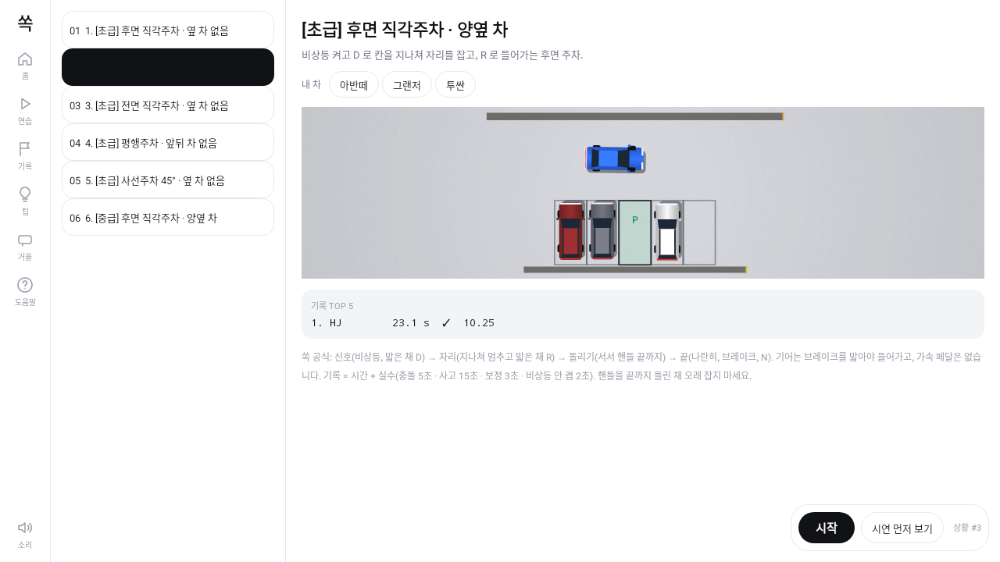 쏙
홈
연습
기록
팁
거울
도움말
소리
01 1. [초급] 후면 직각주차 · 옆 차 없음
03 3. [초급] 전면 직각주차 · 옆 차 없음
04 4. [초급] 평행주차 · 앞뒤 차 없음
05 5. [초급] 사선주차 45° · 옆 차 없음
06 6. [중급] 후면 직각주차 · 양옆 차
[초급] 후면 직각주차 · 양옆 차
비상등 켜고 D 로 칸을 지나쳐 자리를 잡고, R 로 들어가는 후면 주차.
내 차 아반떼 그랜저 투싼
P
기록 TOP 5
1. HJ 23.1 s ✓ 10.25
쏙 공식: 신호(비상등, 밟은 채 D) → 자리(지나쳐 멈추고 밟은 채 R) → 돌리기(서서 핸들 끝까지) → 끝(나란히, 브레이크, N). 기어는 브레이크를 밟아야 들어가고, 가속 페달은 없습
니다. 기록 = 시간 + 실수(충돌 5초 · 사고 15초 · 보정 3초 · 비상등 안 켬 2초). 핸들을 끝까지 돌린 채 오래 잡지 마세요.
시작 시연 먼저 보기 상황 #3